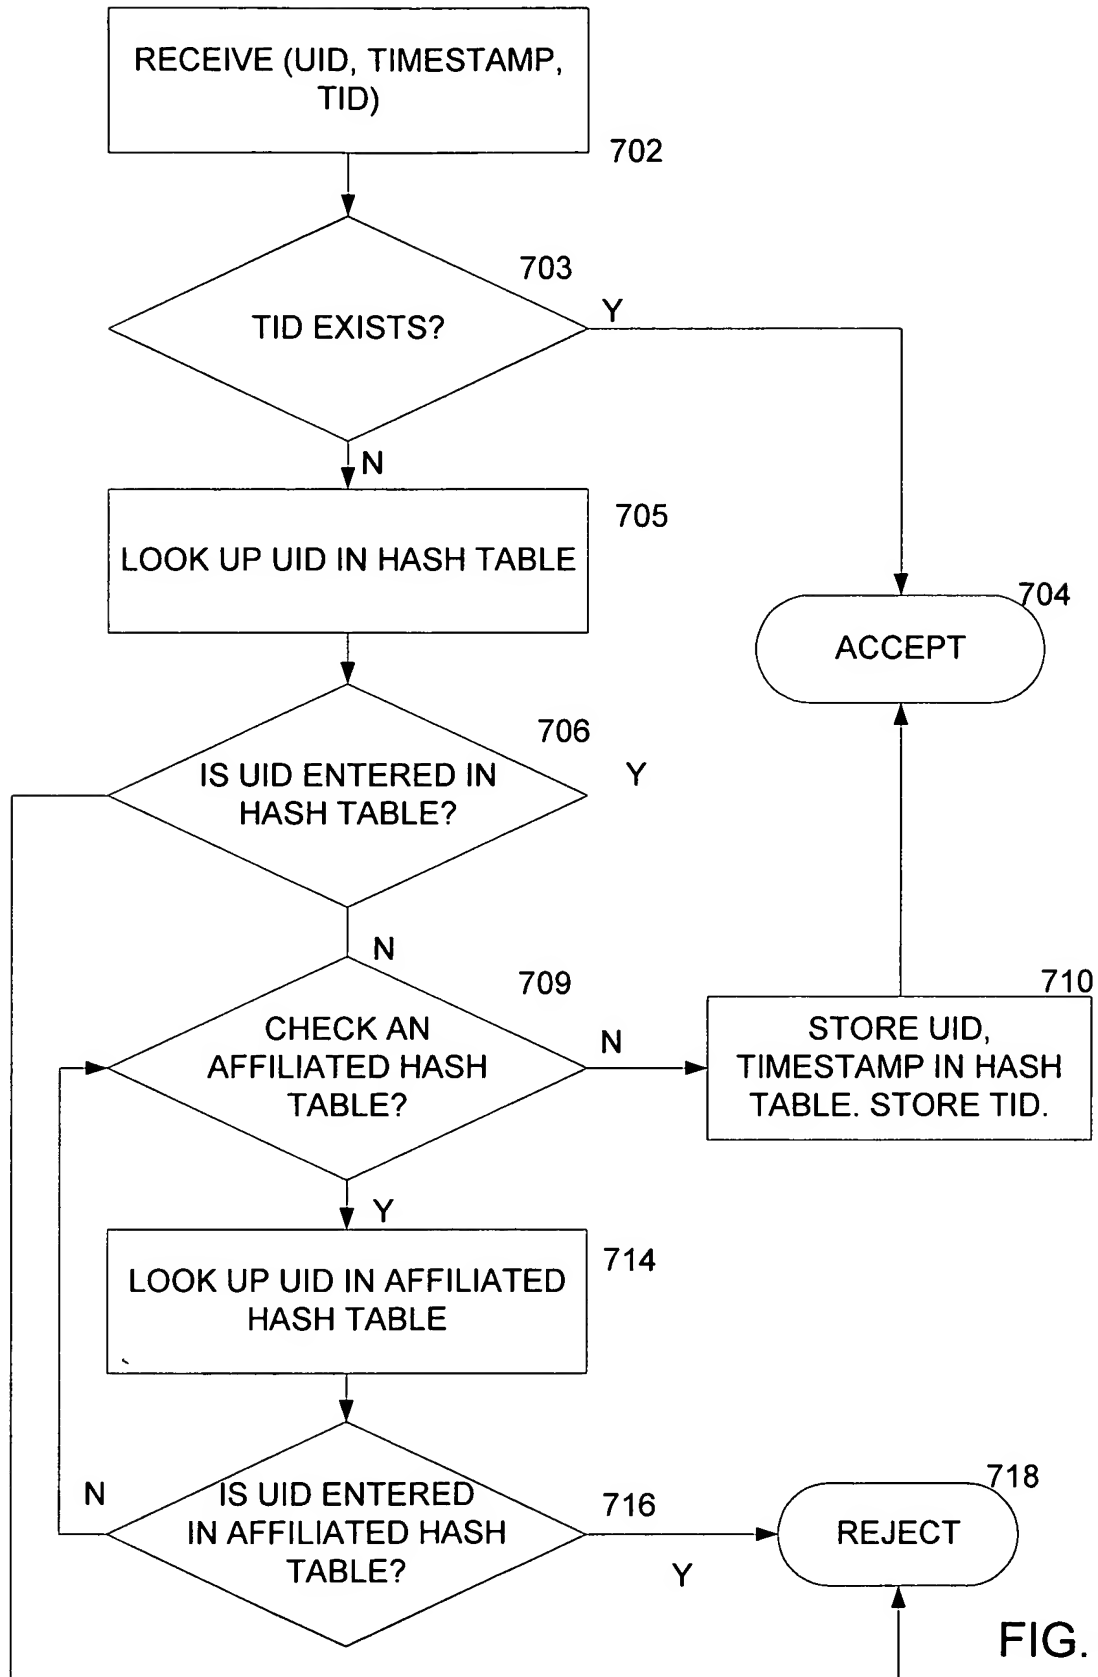 RECEIVE (UID, TIMESTAMP,
TID)
702
703
TID EXISTS?
Y
N
705
LOOK UP UID IN HASH TABLE
704
ACCEPT
706
IS UID ENTERED IN
HASH TABLE?
Y
N
709
CHECK AN
AFFILIATED HASH
TABLE?
N
710
STORE UID,
TIMESTAMP IN HASH
TABLE. STORE TID.
Y
714
LOOK UP UID IN AFFILIATED
HASH TABLE
N
IS UID ENTERED
IN AFFILIATED HASH
TABLE?
716
Y
718
REJECT
FIG.